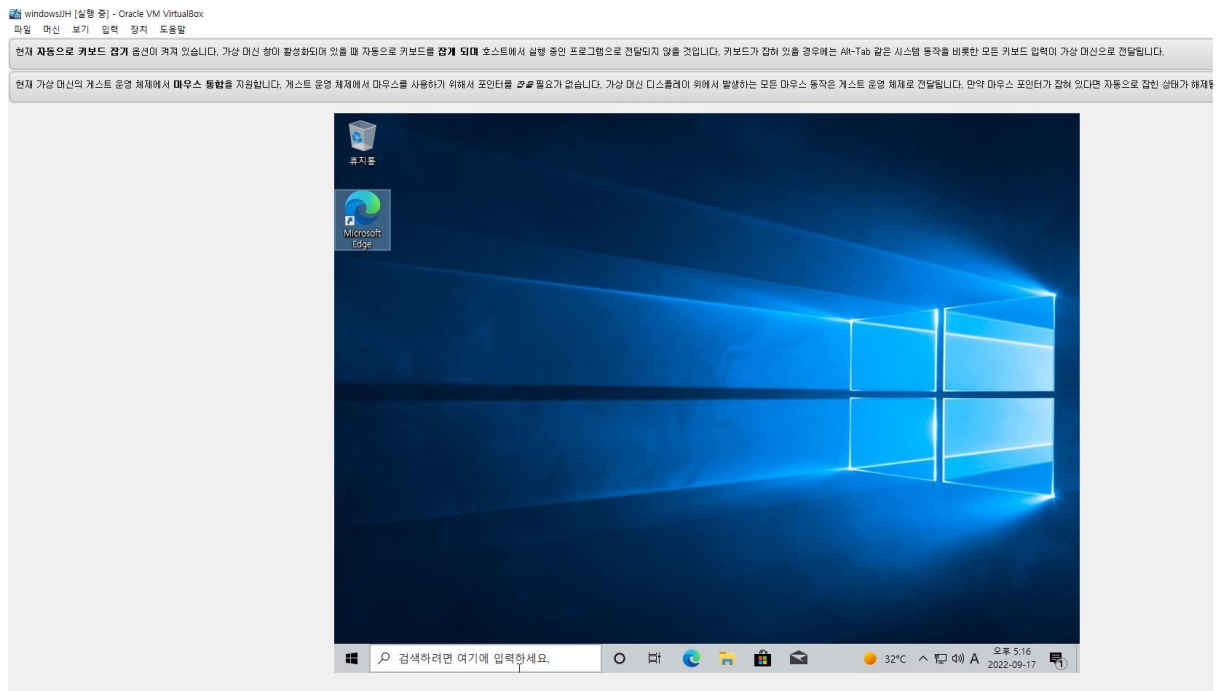 windowsJJH [실행 중] - Oracle VM VirtualBox
파일 머신 보기 입력 장치 도움말
현재 자동으로 키보드 잡기 옵션이 켜져 있습니다. 가상 머신 창이 활성화되어 있을 때 자동으로 키보드를 잡게 되며 호스트에서 실행 중인 프로그램으로 전달되지 않을 것입니다. 키보드가 잡혀 있을 경우에는 Alt-Tab 같은 시스템 동작을 비롯한 모든 키보드 입력이 가상 머신으로 전달됩니다.
현재 가상 머신의 게스트 운영 체제에서 마우스 통합을 지원합니다. 게스트 운영 체제에서 마우스를 사용하기 위해서 포인터를 필요가 없습니다. 가상 머신 디스플레이 위에서 발생하는 모든 마우스 동작은 게스트 운영 체제로 전달됩니다. 만약 마우스 포인터가 잡혀 있다면 자동으로 잡힌 상태가 해제
휴지통
Microsoft
Edge
검색하려면 여기에 입력하세요.
32°C
A
오후 5:16
2022-09-17
1